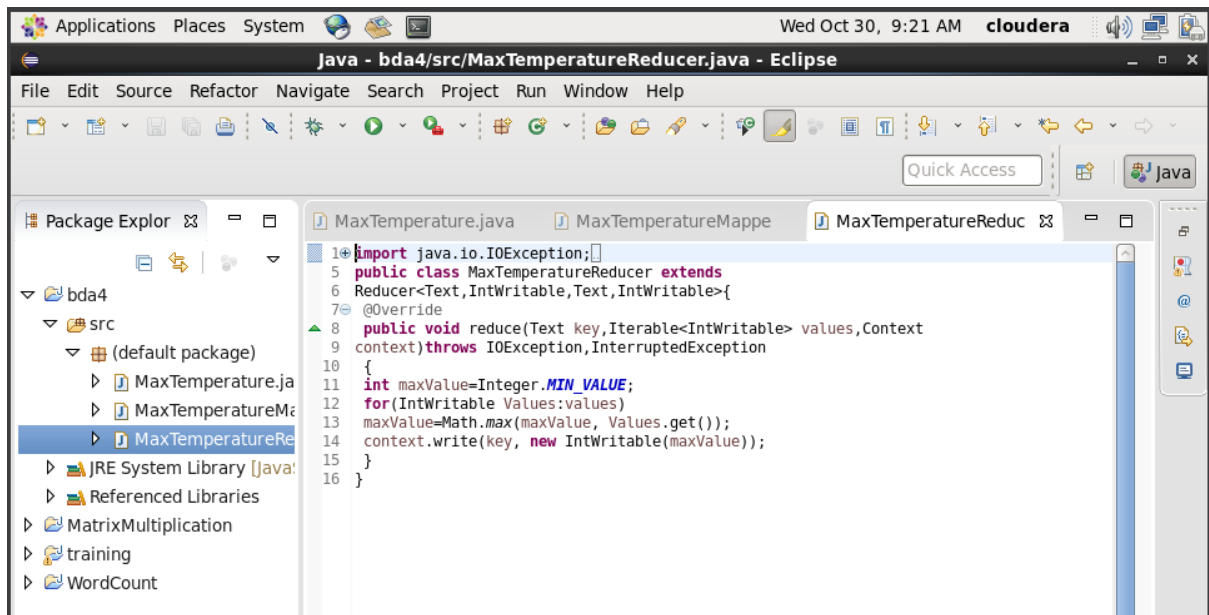 Applications Places System Wed Oct 30, 9:21 AM cloudera
Java - bda4/src/MaxTemperatureReducer.java - Eclipse
File Edit Source Refactor Navigate Search Project Run Window Help
Quick Access Java
Package Explor
MaxTemperature.java MaxTemperatureMappe MaxTemperatureReduc
bda4
src
(default package)
MaxTemperature.ja
MaxTemperatureMa
MaxTemperatureRe
JRE System Library [Java
Referenced Libraries
MatrixMultiplication
training
WordCount
1 import java.io.IOException;
5 public class MaxTemperatureReducer extends
6 Reducer<Text,IntWritable,Text,IntWritable>{
7 @Override
8 public void reduce(Text key,Iterable<IntWritable> values,Context
9 context)throws IOException,InterruptedException
10 {
11 int maxValue=Integer.MIN_VALUE;
12 for(IntWritable Values:values)
13 maxValue=Math.max(maxValue, Values.get());
14 context.write(key, new IntWritable(maxValue));
15 }
16 }